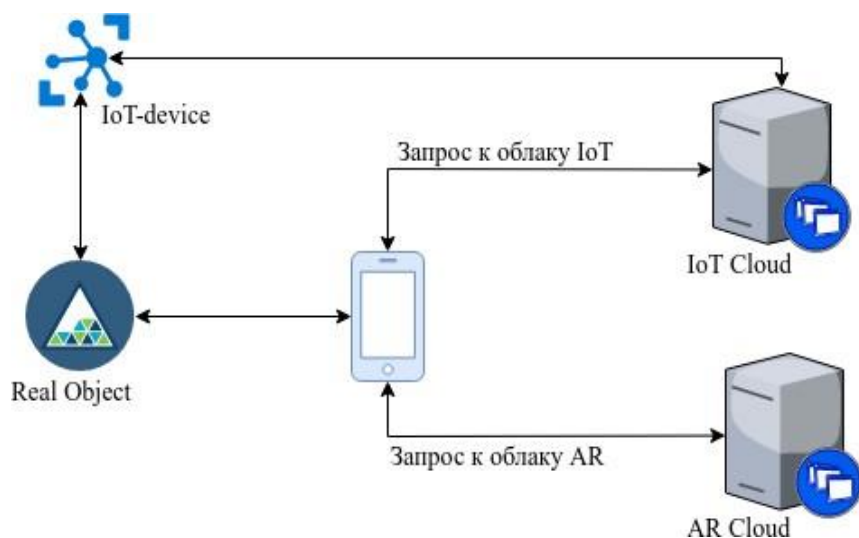 IoT-device
Запрос к облаку IoT
IoT Cloud
Real Object
Запрос к облаку AR
AR Cloud